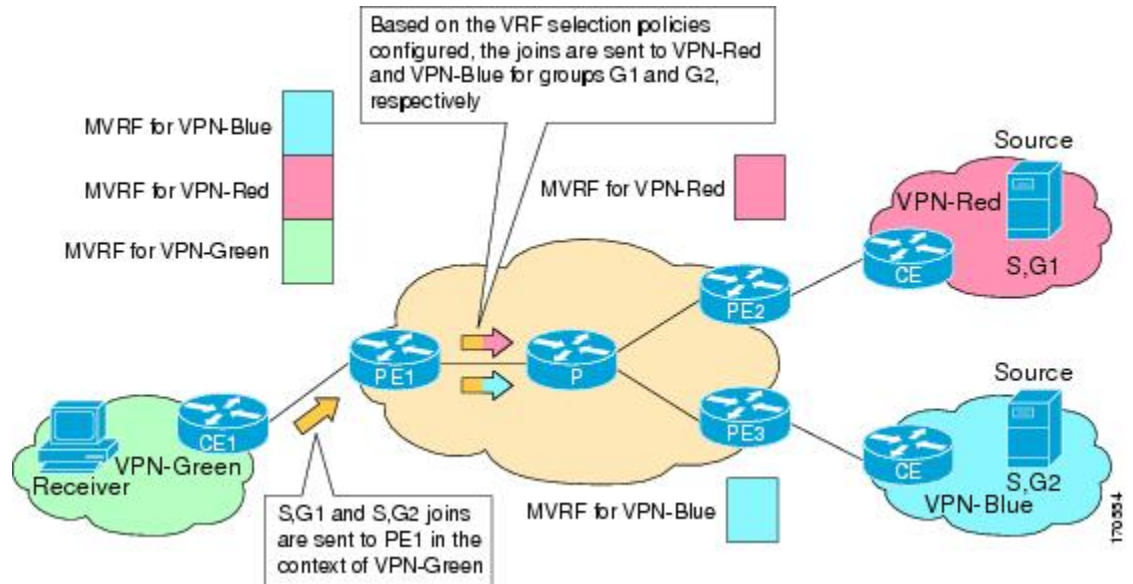 Based on the VRF selection policies
configured, the joins are sent to VPN-Red
and VPN-Blue for groups G1 and G2,
respectively
MVRF for VPN-Blue
MVRF for VPN-Red
MVRF for VPN-Green
MVRF for VPN-Red
Source
VPN-Red
CE
S,G1
PE2
PE1
P
Source
PE3
CE
S,G2
VPN-Blue
CE1
VPN-Green
Receiver
MVRF for VPN-Blue
S,G1 and S,G2 joins
are sent to PE1 in the
context of VPN-Green
170554